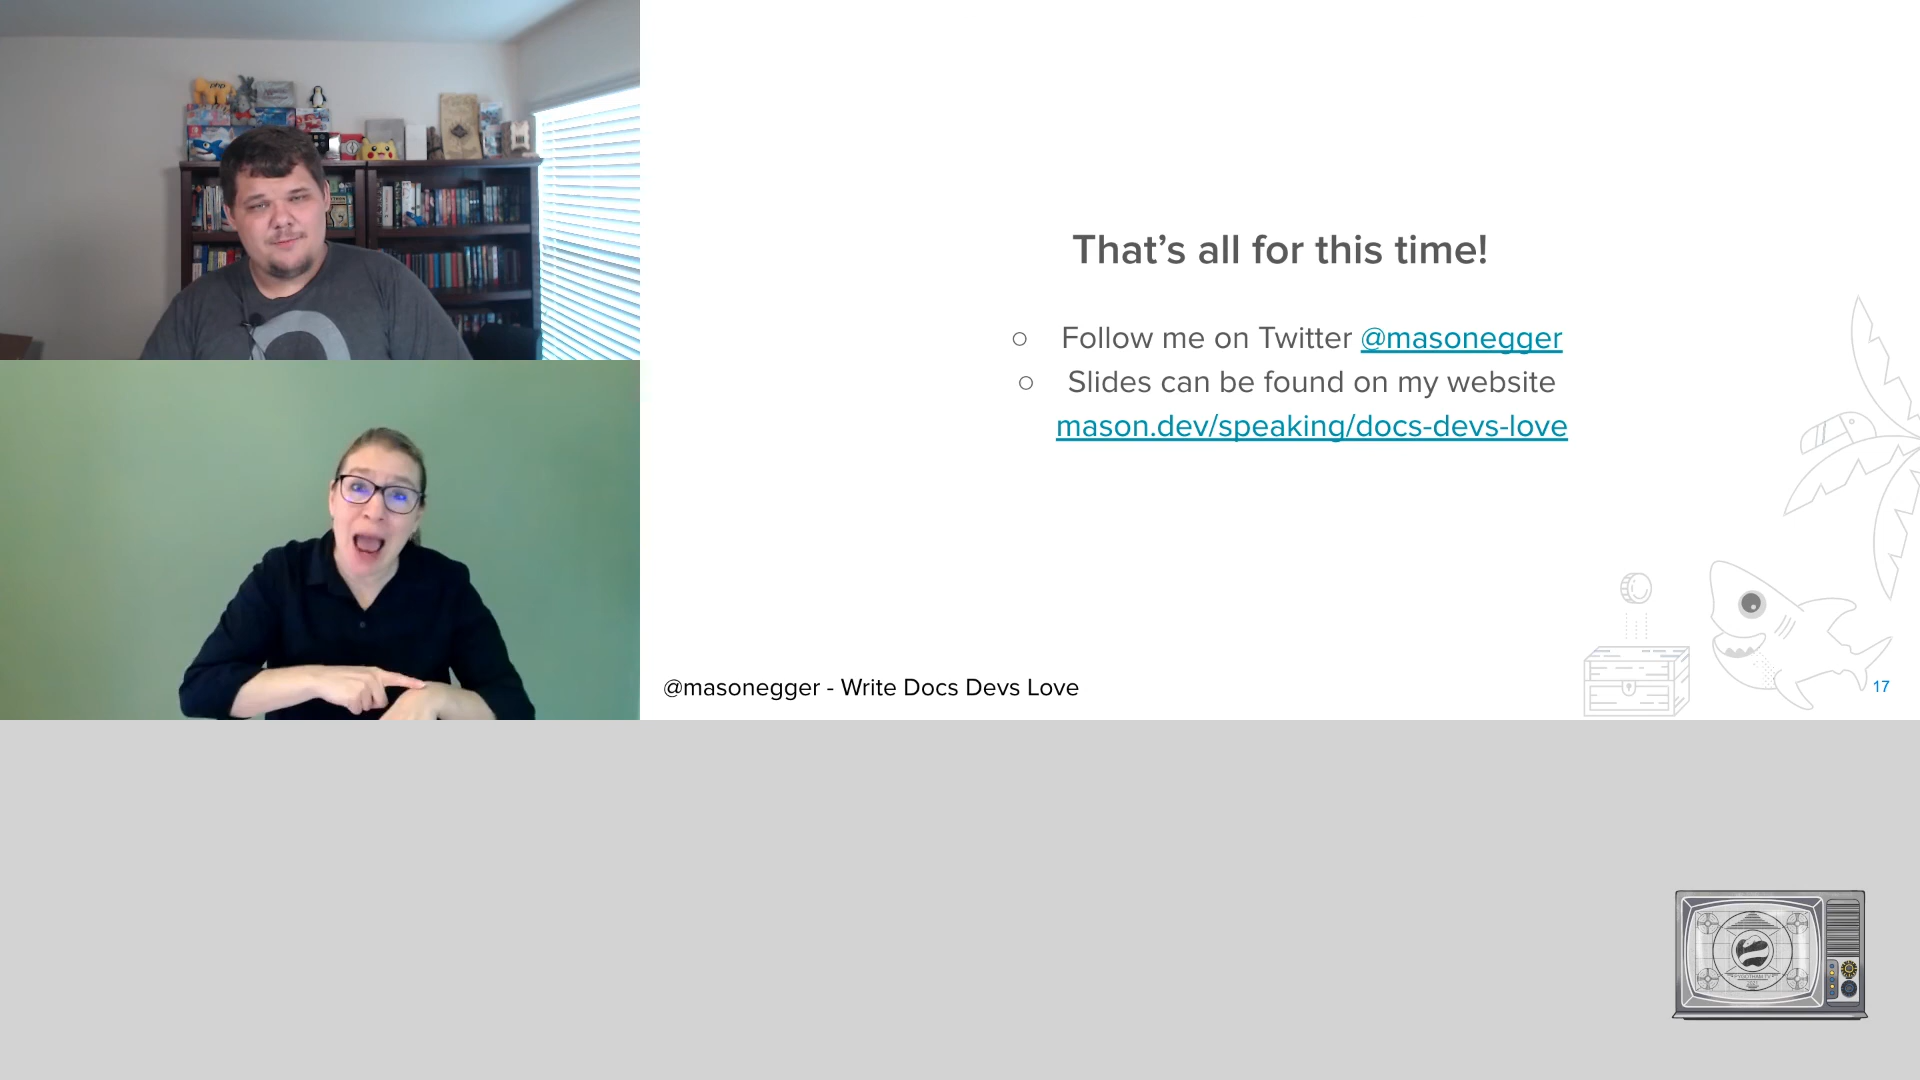 php
That's all for this time!
○ Follow me on Twitter @masonegger
○ Slides can be found on my website
mason.dev/speaking/docs-devs-love
@masonegger - Write Docs Devs Love
17